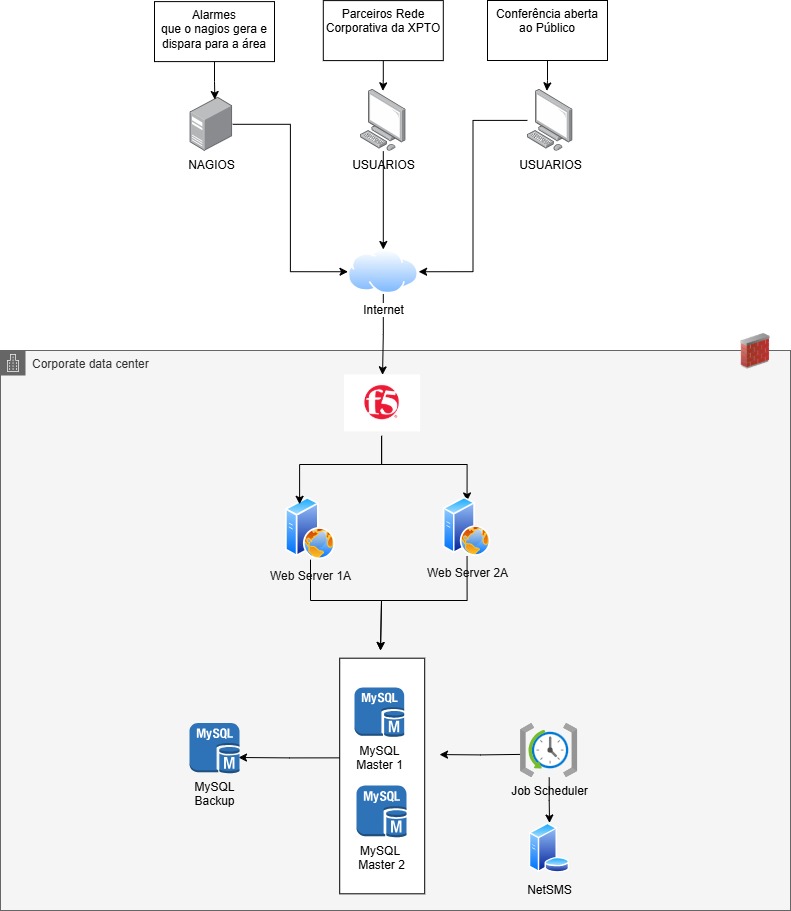 Alarmes
que o nagios gera e
dispara para a área
Parceiros Rede
Corporativa da XPTO
Conferência aberta
ao Público
NAGIOS
USUARIOS
USUARIOS
Internet
Corporate data center
f5
Web Server 1A
Web Server 2A
MySQL
M
MySQL
Master 1
MySQL
M
MySQL
Backup
MySQL
M
MySQL
Master 2
Job Scheduler
NetSMS